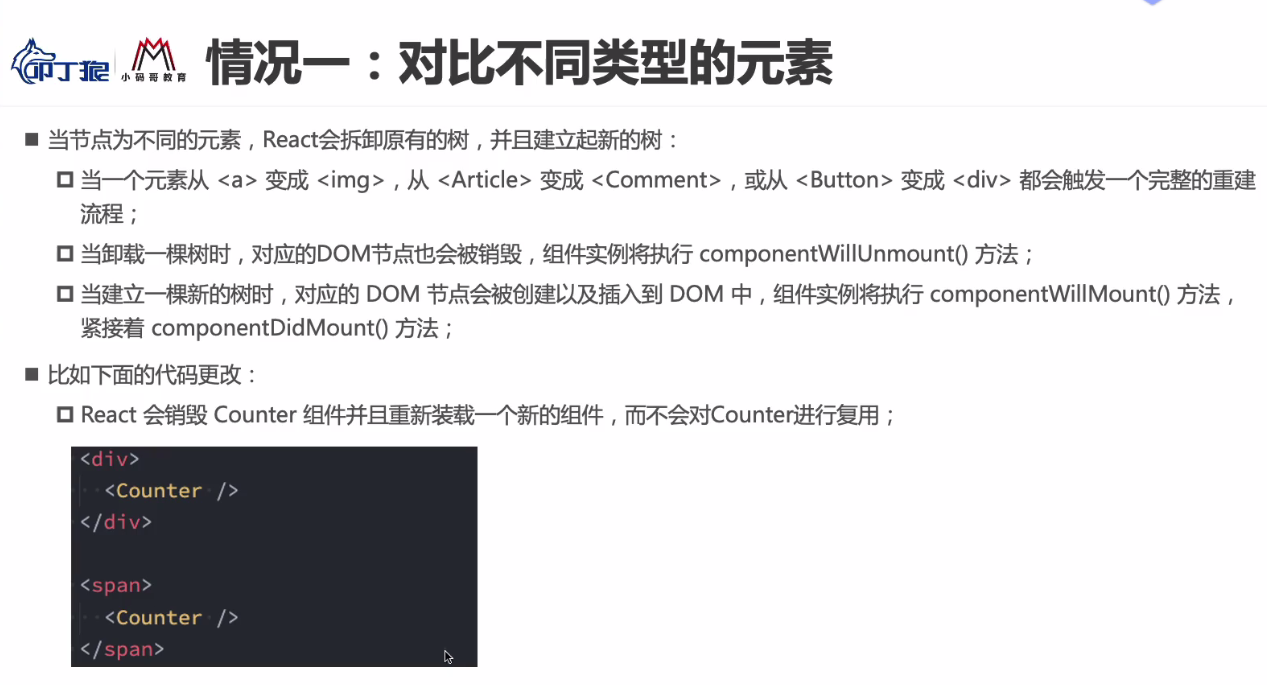 叩丁狼
小码哥教育
情况一：对比不同类型的元素
当节点为不同的元素，React会拆卸原有的树，并且建立起新的树：
当一个元素从 <a> 变成 <img>，从 <Article> 变成 <Comment>，或从 <Button> 变成 <div> 都会触发一个完整的重建
流程；
当卸载一棵树时，对应的DOM节点也会被销毁，组件实例将执行 componentWillUnmount() 方法；
当建立一棵新的树时，对应的 DOM 节点会被创建以及插入到 DOM 中，组件实例将执行 componentWillMount() 方法，
紧接着 componentDidMount() 方法；
比如下面的代码更改：
React 会销毁 Counter 组件并且重新装载一个新的组件，而不会对Counter进行复用；
<div>
  <Counter />
</div>
<span>
  <Counter />
</span>